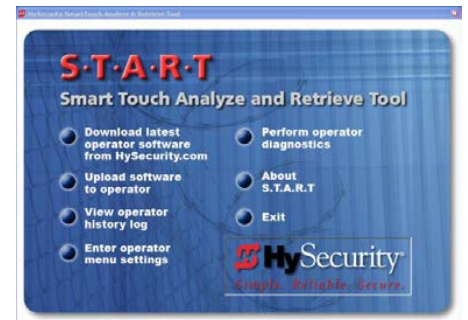 HySecurity Smart Touch Analyze & Retrieve Tool
S·T·A·R·T
Smart Touch Analyze and Retrieve Tool
Download latest
operator software
from HySecurity.com
Upload software
to operator
View operator
history log
Enter operator
menu settings
Perform operator
diagnostics
About
S.T.A.R.T
Exit
HySecurity
Simple. Reliable. Secure.